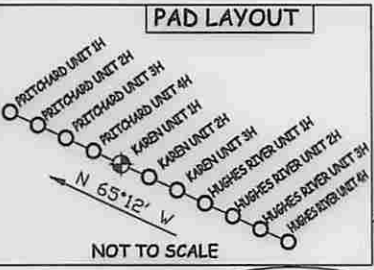 PAD LAYOUT
PRITCHARD UNIT 1H
PRITCHARD UNIT 2H
PRITCHARD UNIT 3H
PRITCHARD UNIT 4H
KAREN UNIT 1H
KAREN UNIT 2H
KAREN UNIT 3H
HUGHES RIVER UNIT 1H
HUGHES RIVER UNIT 2H
HUGHES RIVER UNIT 3H
HUGHES RIVER UNIT 4H
N 65°12' W
NOT TO SCALE